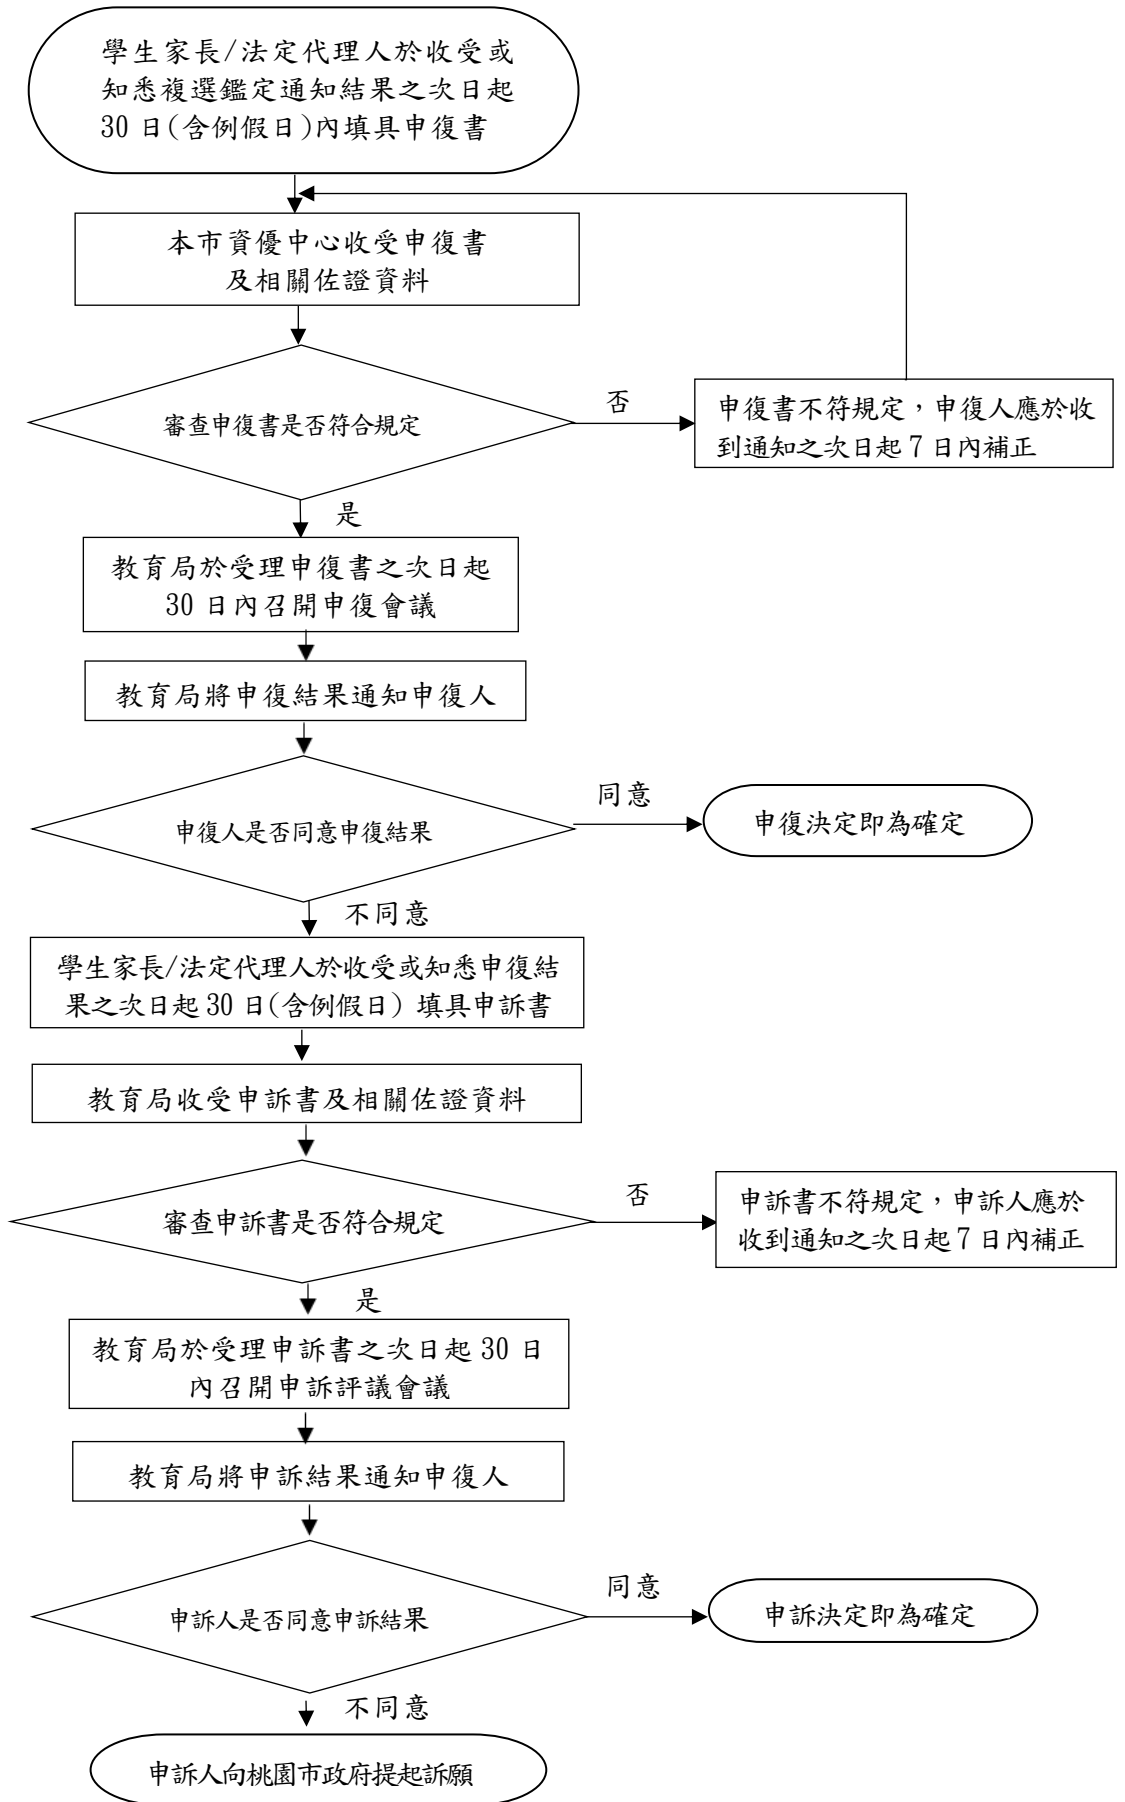 學生家長/法定代理人於收受或
知悉複選鑑定通知結果之次日起
30 日(含例假日)內填具申復書
本市資優中心收受申復書
及相關佐證資料
審查申復書是否符合規定
否
申復書不符規定，申復人應於收
到通知之次日起 7 日內補正
是
教育局於受理申復書之次日起
30 日內召開申復會議
教育局將申復結果通知申復人
申復人是否同意申復結果
同意
申復決定即為確定
不同意
學生家長/法定代理人於收受或知悉申復結
果之次日起 30 日(含例假日) 填具申訴書
教育局收受申訴書及相關佐證資料
審查申訴書是否符合規定
否
申訴書不符規定，申訴人應於
收到通知之次日起 7 日內補正
是
教育局於受理申訴書之次日起 30 日
內召開申訴評議會議
教育局將申訴結果通知申復人
申訴人是否同意申訴結果
同意
申訴決定即為確定
不同意
申訴人向桃園市政府提起訴願